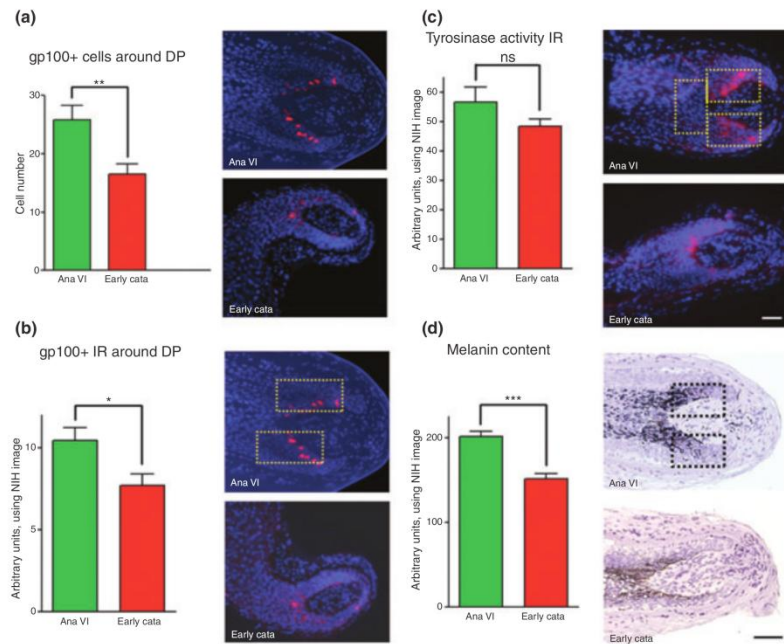 (a)
gp100+ cells around DP
**
30
20
10
0
Cell number
Ana VI
Early cata
Ana VI
Early cata
(b)
gp100+ IR around DP
*
10
5
0
Arbitrary units, using NIH image
Ana VI
Early cata
Ana VI
Early cata
(c)
Tyrosinase activity IR
ns
60
50
40
30
20
10
0
Arbitrary units, using NIH image
Ana VI
Early cata
Ana VI
Early cata
(d)
Melanin content
***
200
150
100
0
Arbitrary units, using NIH image
Ana VI
Early cata
Ana VI
Early cata